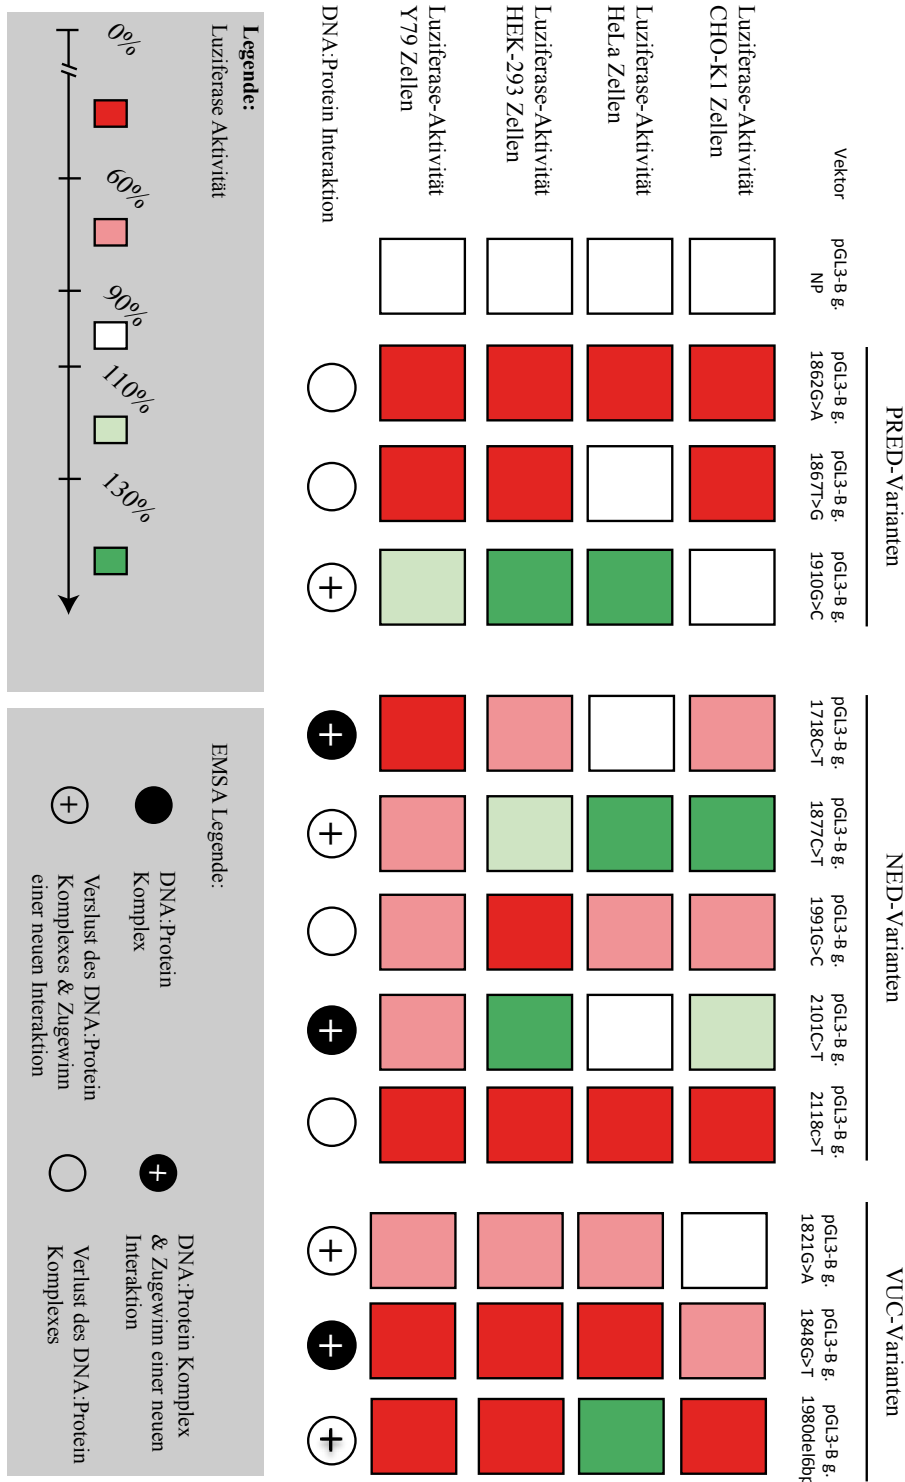 PRED-Varianten
NED-Varianten
VUC-Varianten
Vektor
pGL3-B g.
NP
pGL3-B g.
1862G>A
pGL3-B g.
1867T>G
pGL3-B g.
1910G>C
pGL3-B g.
1718C>T
pGL3-B g.
1877C>T
pGL3-B g.
1991G>C
pGL3-B g.
2101C>T
pGL3-B g.
2118c>T
pGL3-B g.
1821G>A
pGL3-B g.
1848G>T
pGL3-B g.
1980del6bp
Luziferase-Aktivität
CHO-K1 Zellen
Luziferase-Aktivität
HeLa Zellen
Luziferase-Aktivität
HEK-293 Zellen
Luziferase-Aktivität
Y79 Zellen
DNA:Protein Interaktion
+
+
+
+
+
+
+
Legende:
Luziferase Aktivität
0%
60%
90%
110%
130%
EMSA Legende:
DNA:Protein
Komplex
+
DNA:Protein Komplex
& Zugewinn einer neuen
Interaktion
+
Verslust des DNA:Protein
Komplexes & Zugewinn
einer neuen Interaktion
Verlust des DNA:Protein
Komplexes